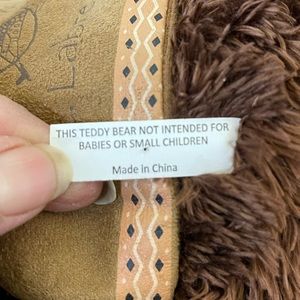 THIS TEDDY BEAR NOT INTENDED FOR
BABIES OR SMALL CHILDREN
Made in China